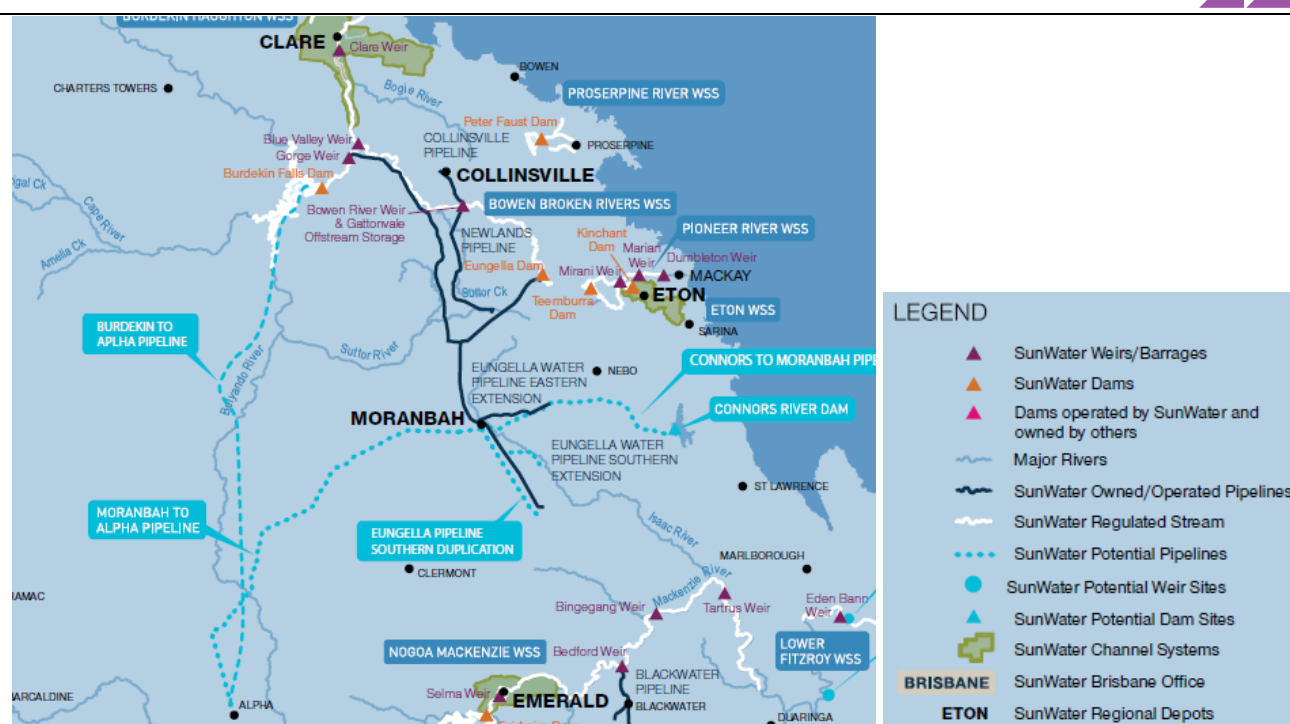 BURDEKIN HAUGHTON WSS
CLARE
Clare Weir
BOWEN
CHARTERS TOWERS
Bogie River
PROSERPINE RIVER WSS
Peter Faust Dam
COLLINSVILLE
PIPELINE
PROSERPINE
Blue Valley Weir
Gorge Weir
Burdekin Falls Dam
COLLINSVILLE
Cape River
Amelia Ck
Bowen River Weir
& Gattonvale
Offstream Storage
BOWEN BROKEN RIVERS WSS
NEWLANDS
PIPELINE
Kinchant
Dam
PIONEER RIVER WSS
Marian
Weir
Dumbleton Weir
Eungella Dam
Mirani Weir
MACKAY
Suttor Ck
Teemburra
Dam
ETON
ETON WSS
SARINA
BURDEKIN TO
APLHA PIPELINE
Suttor River
Belyando River
EUNGELLA WATER
PIPELINE EASTERN
EXTENSION
NEBO
CONNORS TO MORANBAH PIPE
CONNORS RIVER DAM
MORANBAH
EUNGELLA WATER
PIPELINE SOUTHERN
EXTENSION
ST LAWRENCE
MORANBAH TO
ALPHA PIPELINE
EUNGELLA PIPELINE
SOUTHERN DUPLICATION
Isaac River
MARLBOROUGH
CLERMONT
Mackenzie River
Bingegang Weir
Tartrus Weir
Eden Bann
Weir
NOGOA MACKENZIE WSS
Bedford Weir
LOWER
FITZROY WSS
BLACKWATER
PIPELINE
Selma Weir
EMERALD
BLACKWATER
ALPHA
DUARINGA
LEGEND
SunWater Weirs/Barrages
SunWater Dams
Dams operated by SunWater and
owned by others
Major Rivers
SunWater Owned/Operated Pipelines
SunWater Regulated Stream
SunWater Potential Pipelines
SunWater Potential Weir Sites
SunWater Potential Dam Sites
SunWater Channel Systems
BRISBANE SunWater Brisbane Office
ETON SunWater Regional Depots